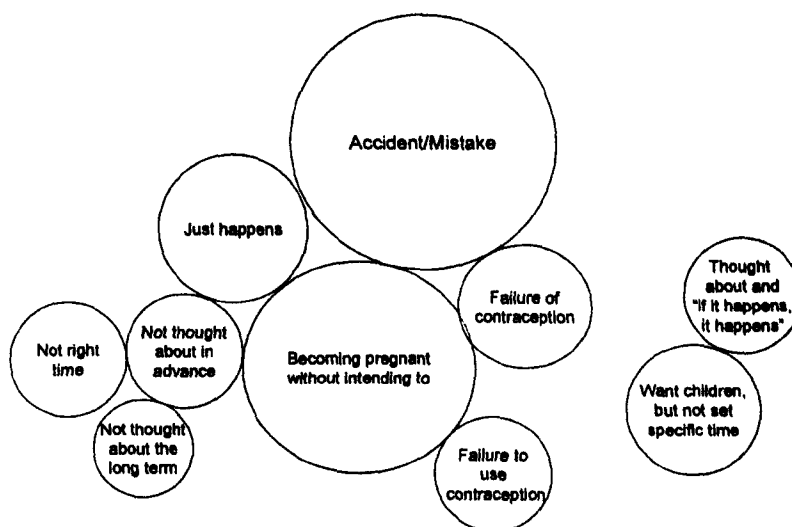 Accident/Mistake
Just happens
Failure of
contraception
Thought
about and
"If it happens,
it happens"
Not right
time
Not thought
about in
advance
Becoming pregnant
without intending to
Want children,
but not set
specific time
Not thought
about the
long term
Failure to
use
contraception